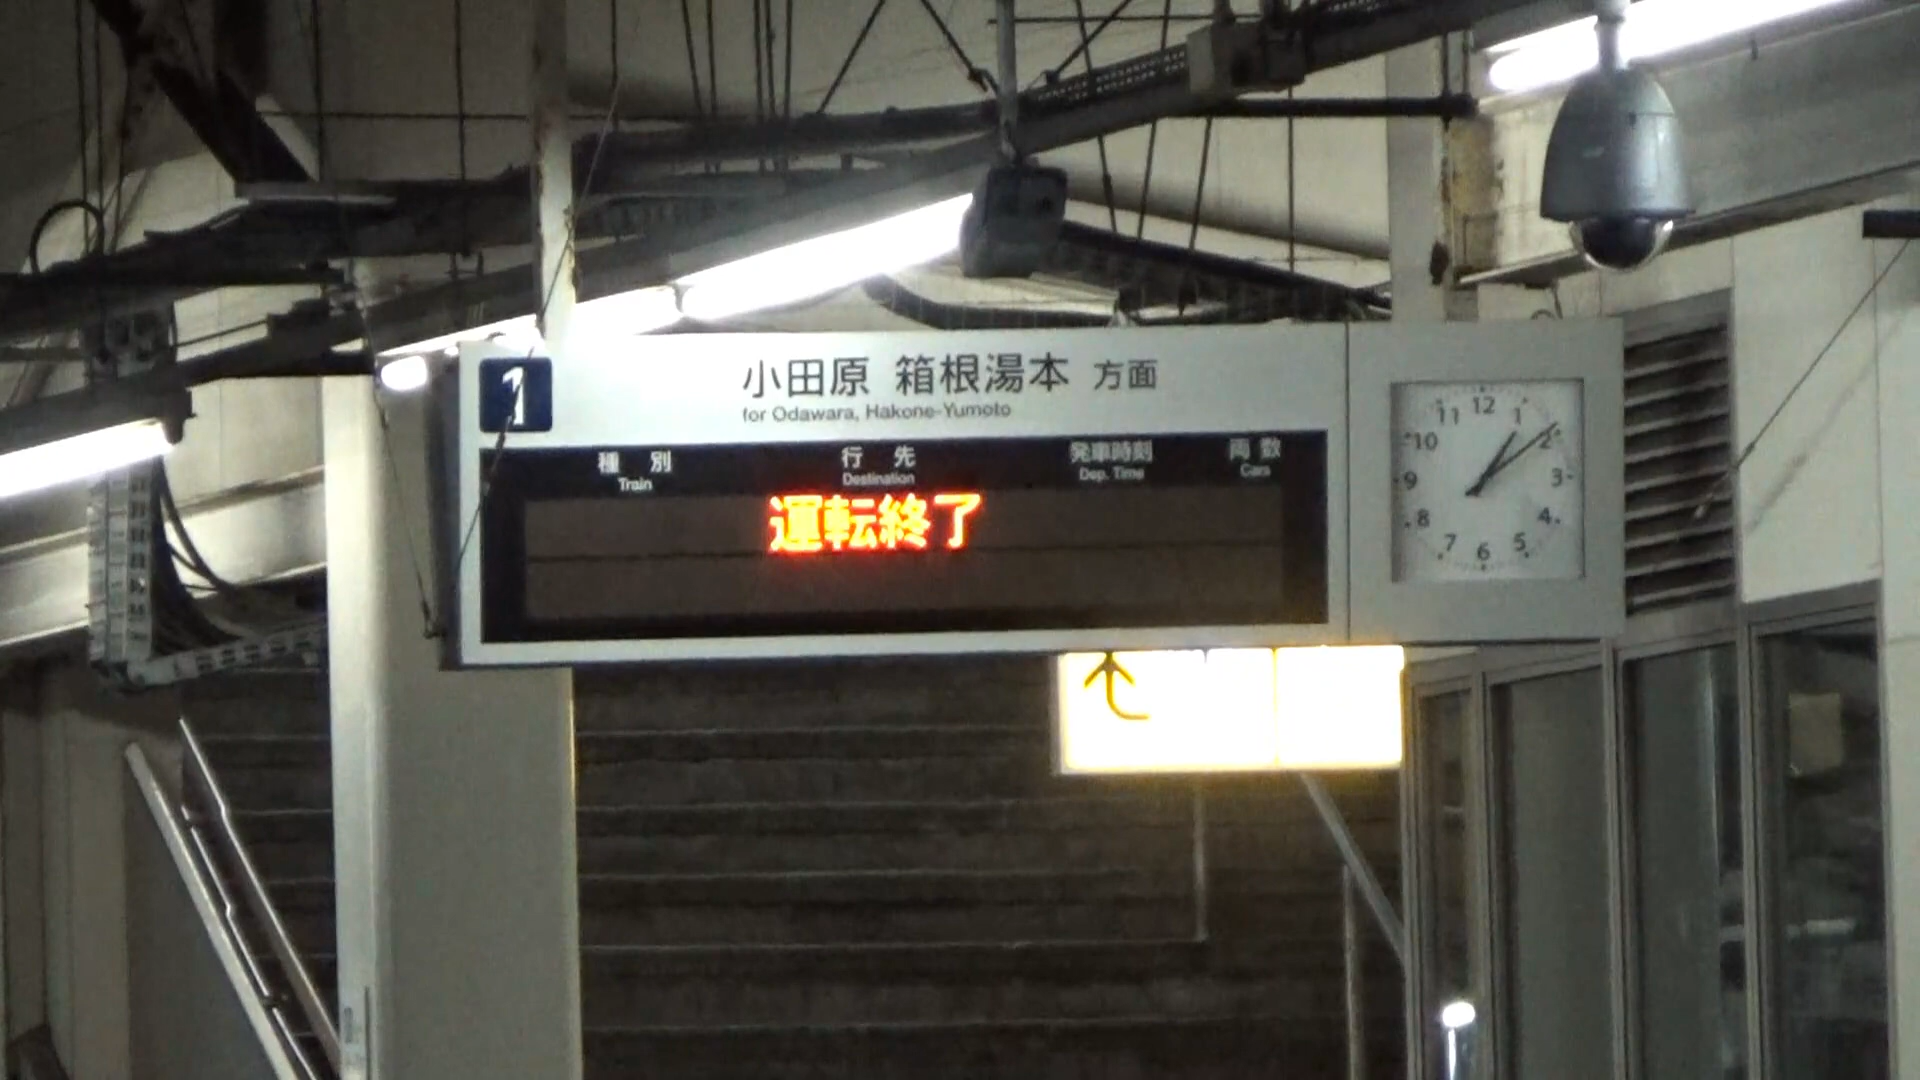 1
小田原 箱根湯本 方面
for Odawara, Hakone-Yumoto
種別 行先 発車時刻 両数
Train Destination Dep. Time Cars
運転終了
12
11 1
10 2
9 3
8 4
7 5
6